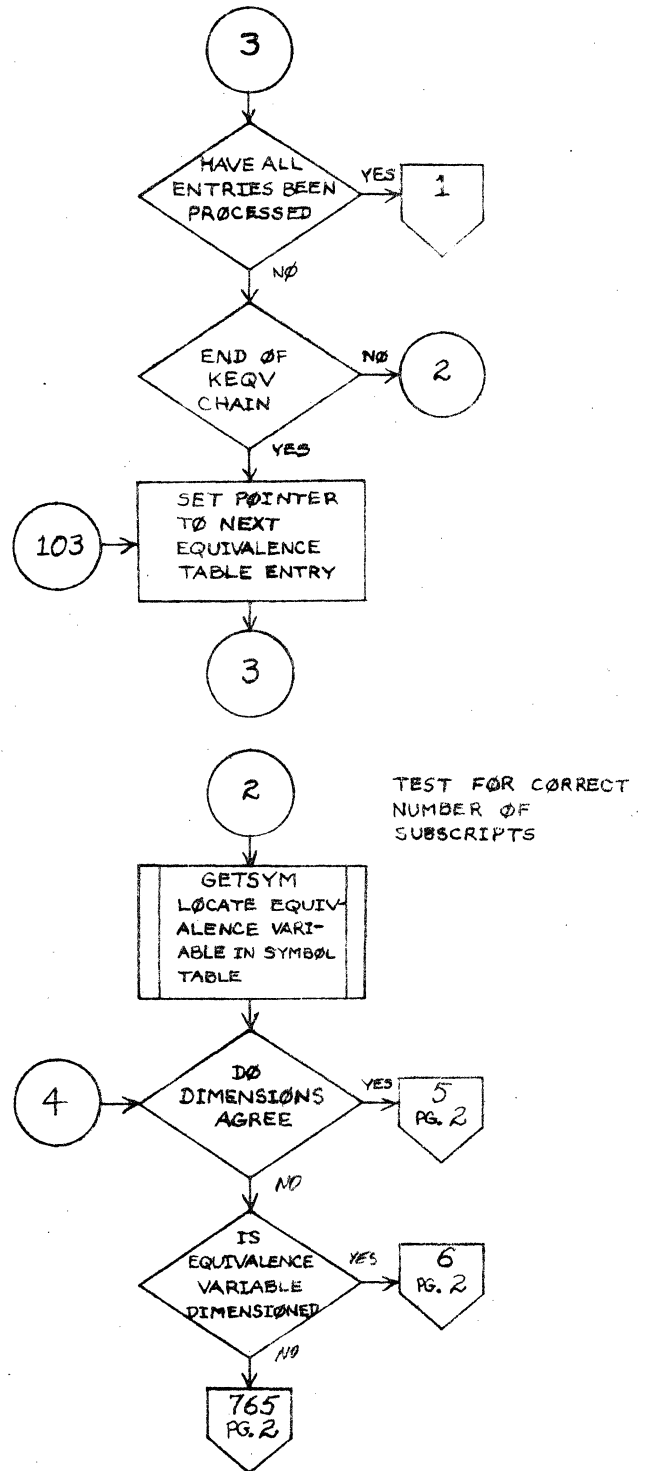 3
HAVE ALL
ENTRIES BEEN
PRØCESSED
YES
1
NØ
END ØF
KEQV
CHAIN
NØ
2
YES
103
SET PØINTER
TØ NEXT
EQUIVALENCE
TABLE ENTRY
3
2
TEST FØR CØRRECT
NUMBER ØF
SUBSCRIPTS
GETSYM
LØCATE EQUIV-
ALENCE VARI-
ABLE IN SYMBØL
TABLE
4
DØ
DIMENSIØNS
AGREE
YES
5
PG. 2
NO
IS
EQUIVALENCE
VARIABLE
DIMENSIØNED
YES
6
PG. 2
NO
765
PG. 2